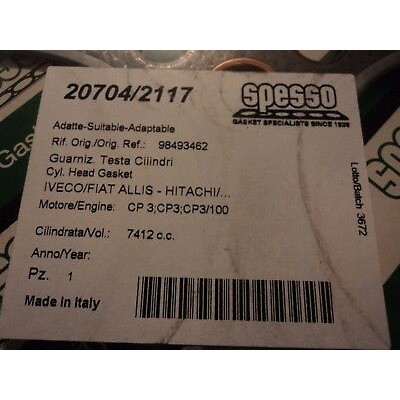 20704/2117
spesso
GASKET SPECIALISTS SINCE 1926
Adatte-Suitable-Adaptable
Rif. Orig./Orig. Ref.: 98493462
Guarniz. Testa Cilindri
Cyl. Head Gasket
IVECO/FIAT ALLIS - HITACHI/...
Motore/Engine: CP 3;CP3;CP3/100
Cilindrata/Vol.: 7412 c.c.
Anno/Year:
Pz. 1
Made In Italy
Lotto/Batch 3672
Gas